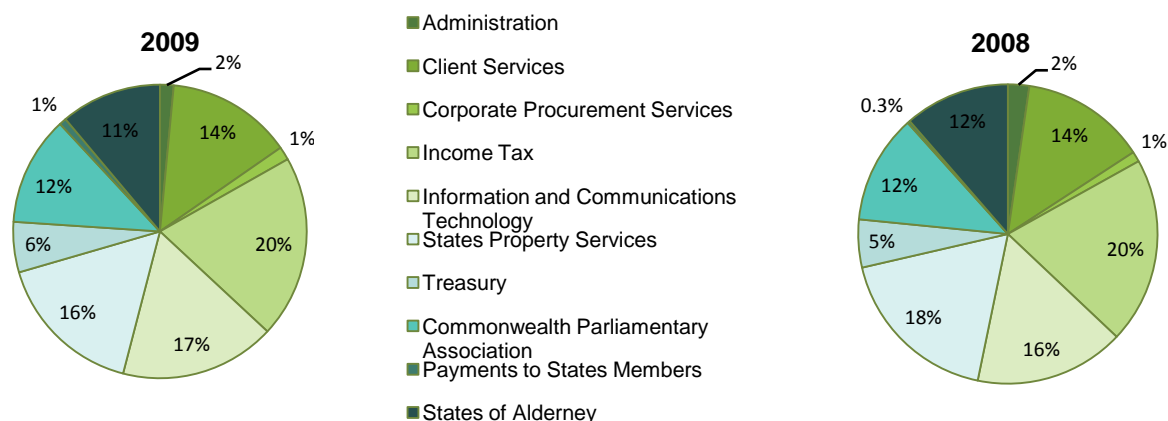 2009
2%
14%
1%
20%
17%
16%
6%
12%
1%
11%
Administration
Client Services
Corporate Procurement Services
Income Tax
Information and Communications
Technology
States Property Services
Treasury
Commonwealth Parliamentary
Association
Payments to States Members
States of Alderney
2008
2%
14%
1%
20%
16%
18%
5%
12%
0.3%
12%